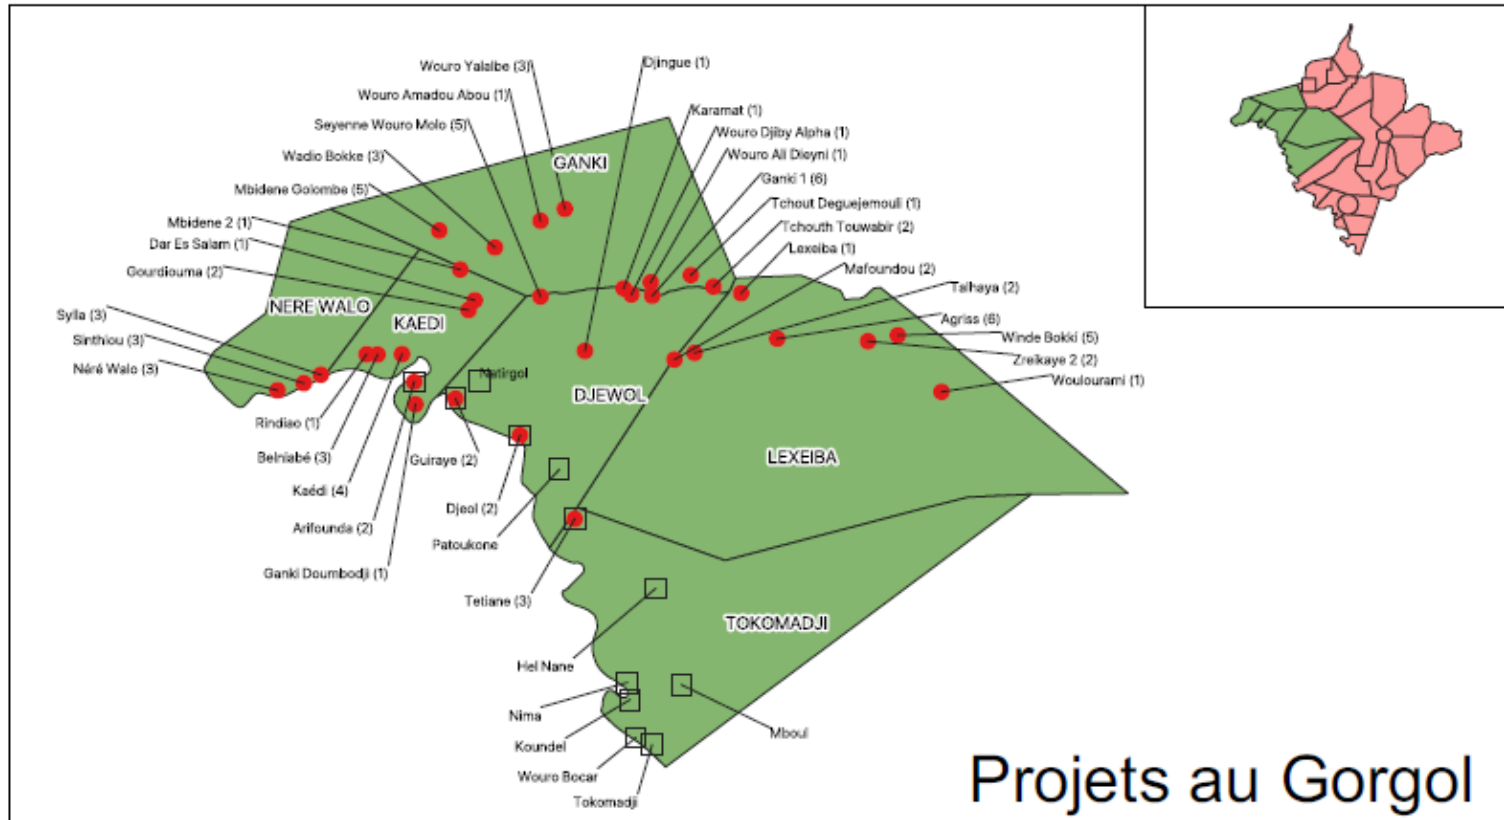 Wouro Yalalbe (3)
Djingue (1)
Wouro Amadou Abou (1)
Karamat (1)
Seyenne Wouro Molo (5)
Wouro Djiby Alpha (1)
Wadio Bokke (3)
Wouro Ali Dieyni (1)
GANKI
Ganki 1 (6)
Mbidene Golombe (5)
Tchout Deguejemouli (1)
Mbidene 2 (1)
Tchouth Touwabir (2)
Dar Es Salam (1)
Lexeiba (1)
Gourdiouma (2)
Mafoundou (2)
Talhaya (2)
NERE WALO
Sylla (3)
KAEDI
Agriss (6)
Sinthiou (3)
Winde Bokki (5)
Néré Walo (3)
Zreikaye 2 (2)
Natirgol
Woulourami (1)
DJEWOL
Rindiao (1)
Belniabé (3)
Guiraye (2)
LEXEIBA
Kaédi (4)
Djeol (2)
Arifounda (2)
Patoukone
Ganki Doumbodji (1)
Tetiane (3)
TOKOMADJI
Hel Nane
Nima
Mboul
Koundel
Wouro Bocar
Tokomadji
Projets au Gorgol